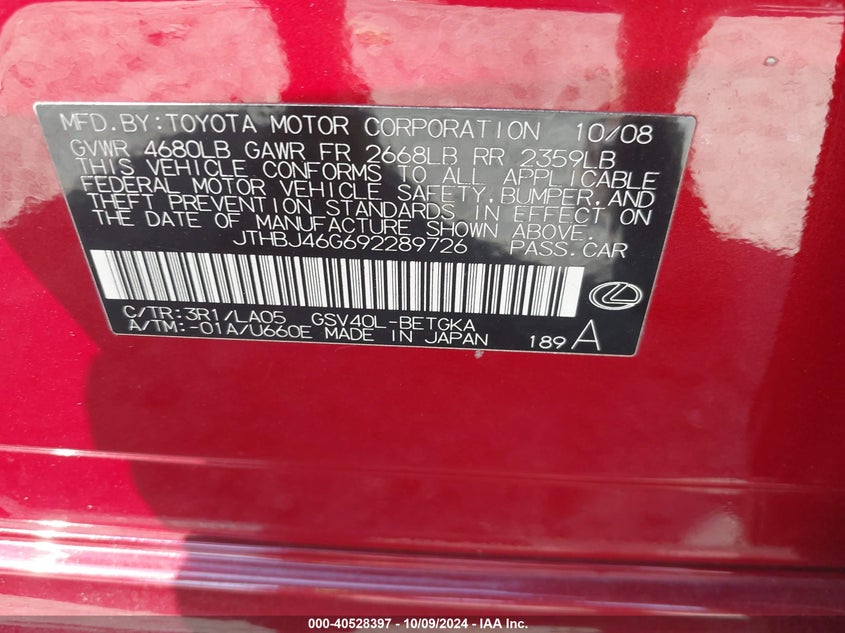 MFD.BY:TOYOTA MOTOR CORPORATION 10/08
GVWR 4680LB GAWR FR 2668LB RR 2359LB
THIS VEHICLE CONFORMS TO ALL APPLICABLE
FEDERAL MOTOR VEHICLE SAFETY,BUMPER,AND
THEFT PREVENTION STANDARDS IN EFFECT ON
THE DATE OF MANUFACTURE SHOWN ABOVE.
JTHBJ46G692289726 PASS.CAR
C/TR:3R1/LA05 GSV40L-BETGKA
A/TM:-01A/U660E MADE IN JAPAN 189 A
000-40528397 - 10/09/2024 - IAA Inc.